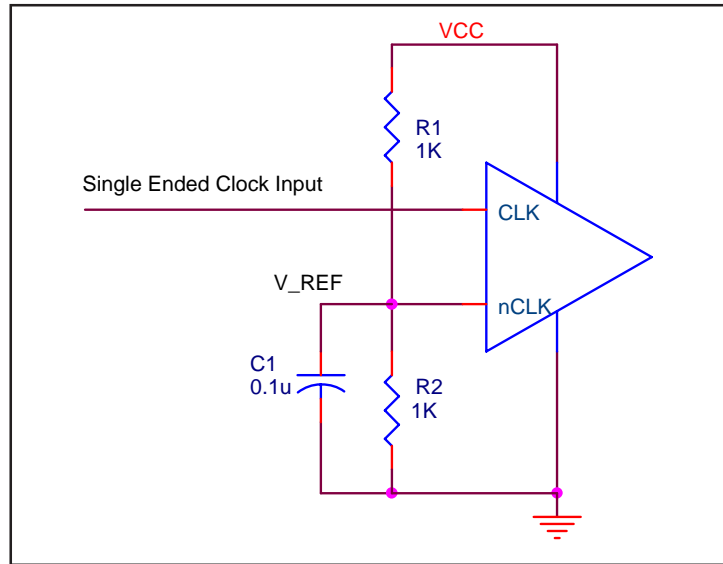 VCC
R1
1K
Single Ended Clock Input
CLK
V_REF
nCLK
C1
0.1u
R2
1K